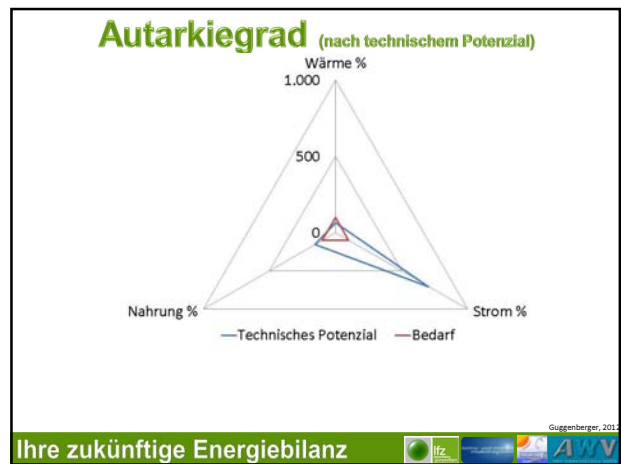 Autarkiegrad (nach technischem Potenzial)
Wärme %
1.000
500
0
Nahrung %
Strom %
Technisches Potenzial
Bedarf
Guggenberger, 2012
Ihre zukünftige Energiebilanz
lfz
AWV